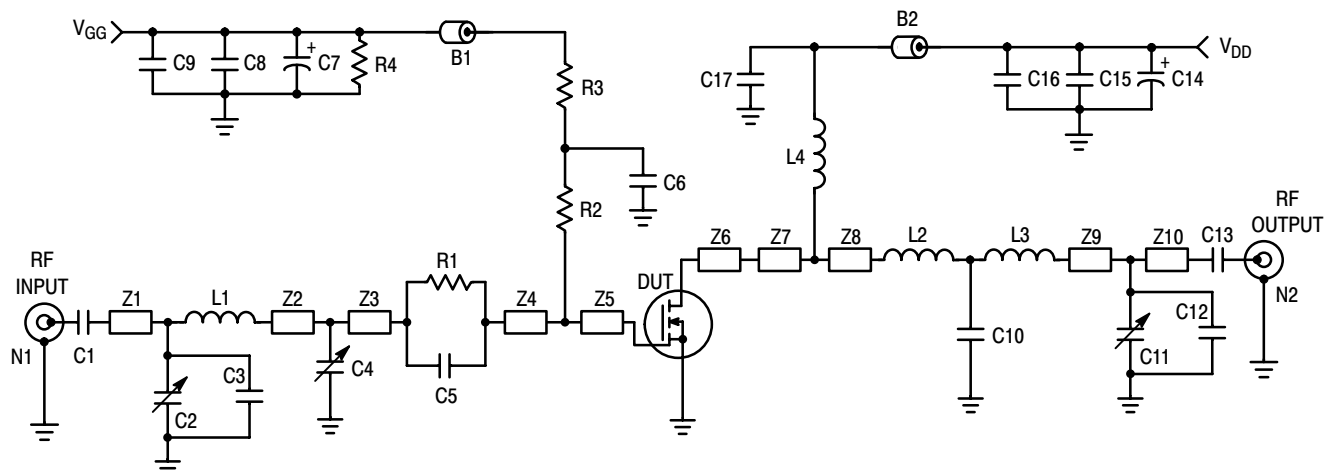 V_GG
B1
B2
V_DD
C9
C8
+
C7
R4
R3
C17
C16
C15
+
C14
C6
R2
L4
RF
INPUT
N1
C1
Z1
L1
Z2
Z3
R1
C5
Z4
Z5
C2
C3
C4
DUT
Z6
Z7
Z8
L2
L3
Z9
Z10
C13
RF
OUTPUT
N2
C10
C11
C12